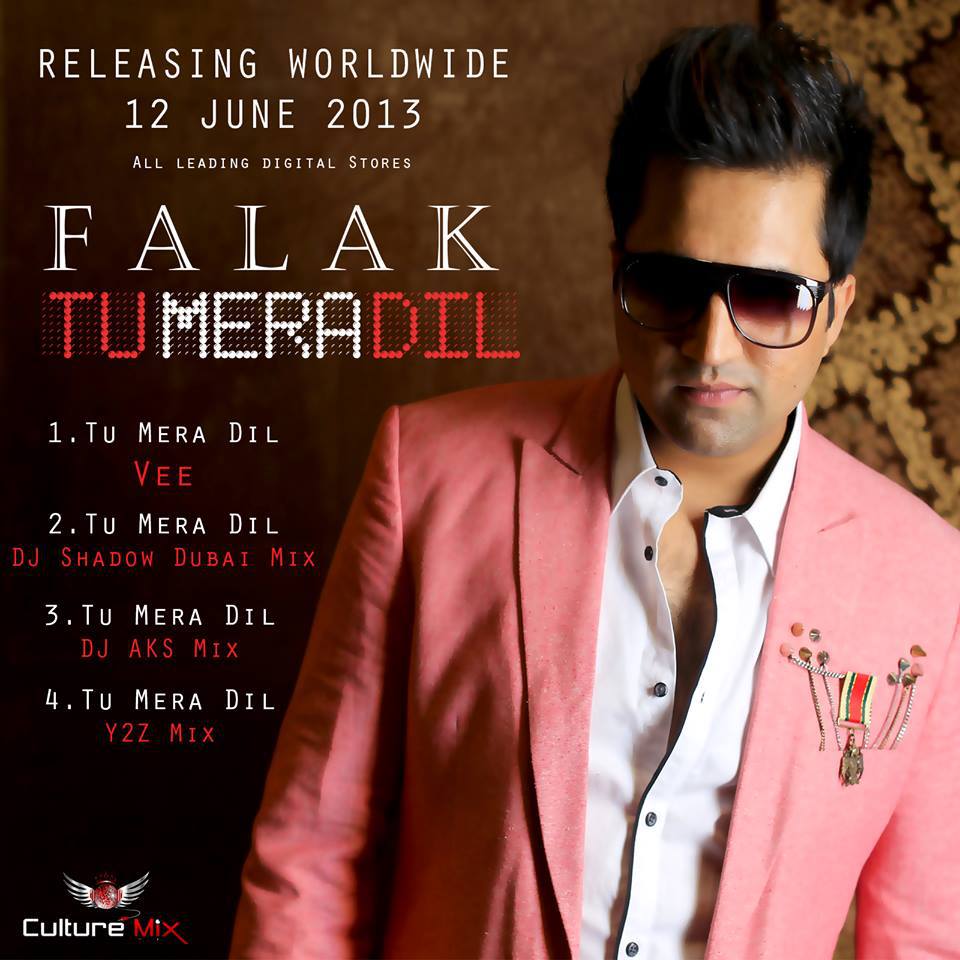 RELEASING WORLDWIDE
12 JUNE 2013
ALL LEADING DIGITAL STORES
FALAK
TU MERA DIL
1.TU MERA DIL
VEE
2.TU MERA DIL
DJ SHADOW DUBAI MIX
3.TU MERA DIL
DJ AKS MIX
4.TU MERA DIL
Y2Z MIX
Culture Mix